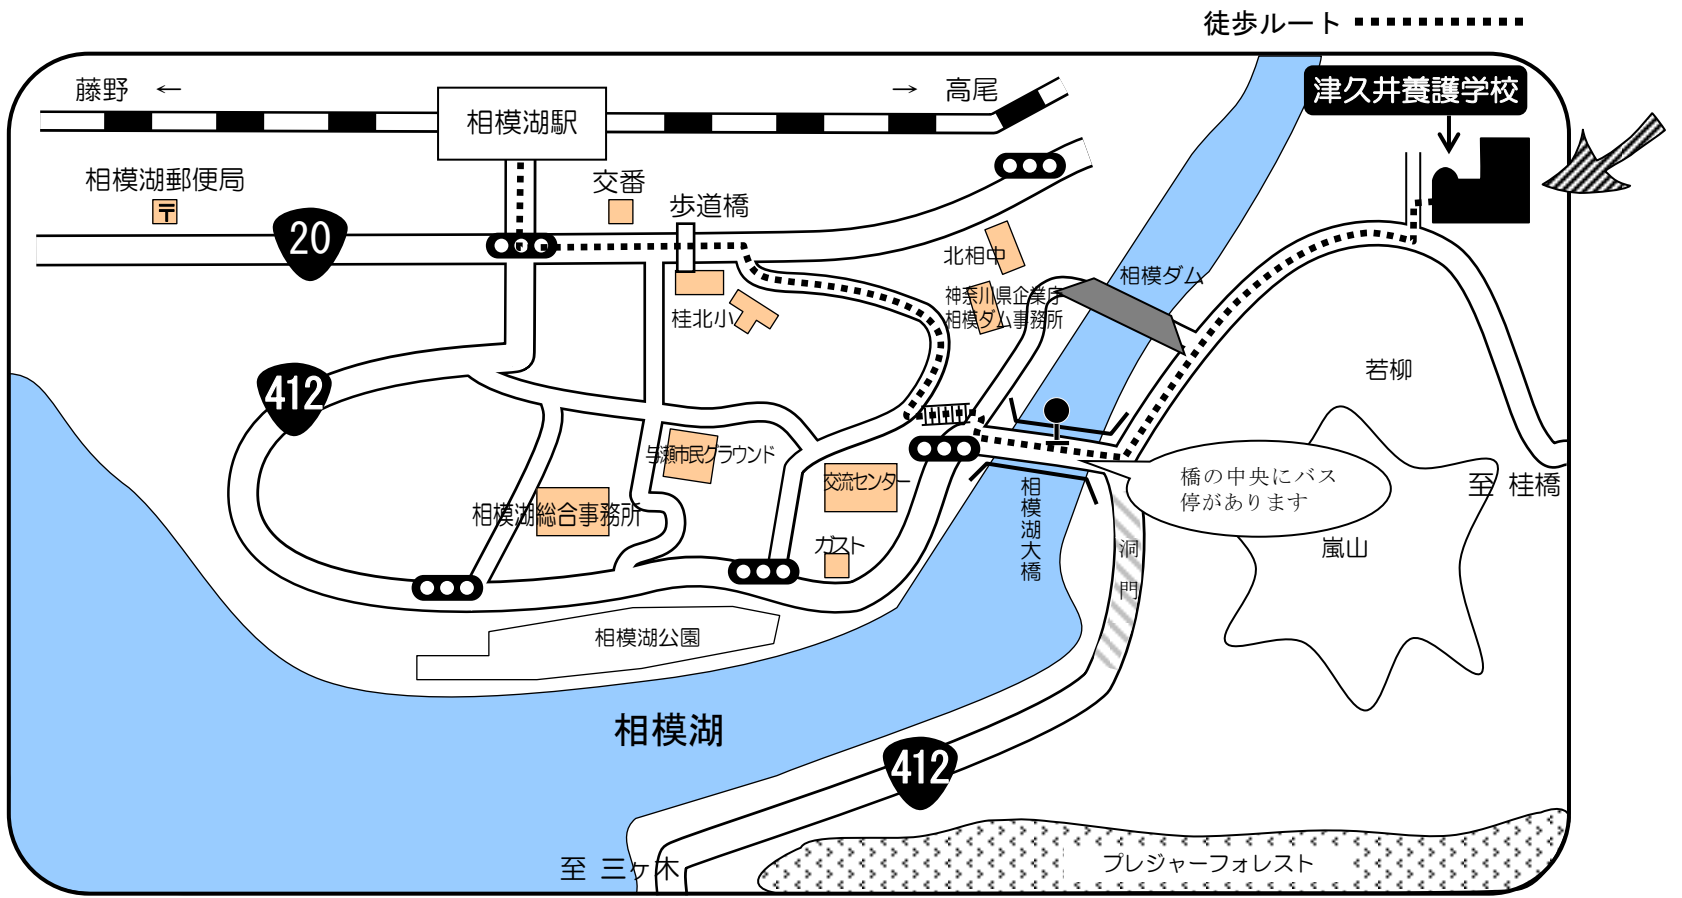 徒歩ルート
藤野 ←
→ 高尾
津久井養護学校
相模湖駅
相模湖郵便局
〒
交番
歩道橋
20
北相中
相模ダム
神奈川県企業庁
相模ダム事務所
桂北小
412
若柳
与瀬市民グラウンド
交流センター
橋の中央にバス
停があります
至 桂橋
相模湖総合事務所
相模湖大橋
ガスト
洞門
嵐山
相模湖公園
相模湖
412
至 三ヶ木
プレジャーフォレスト